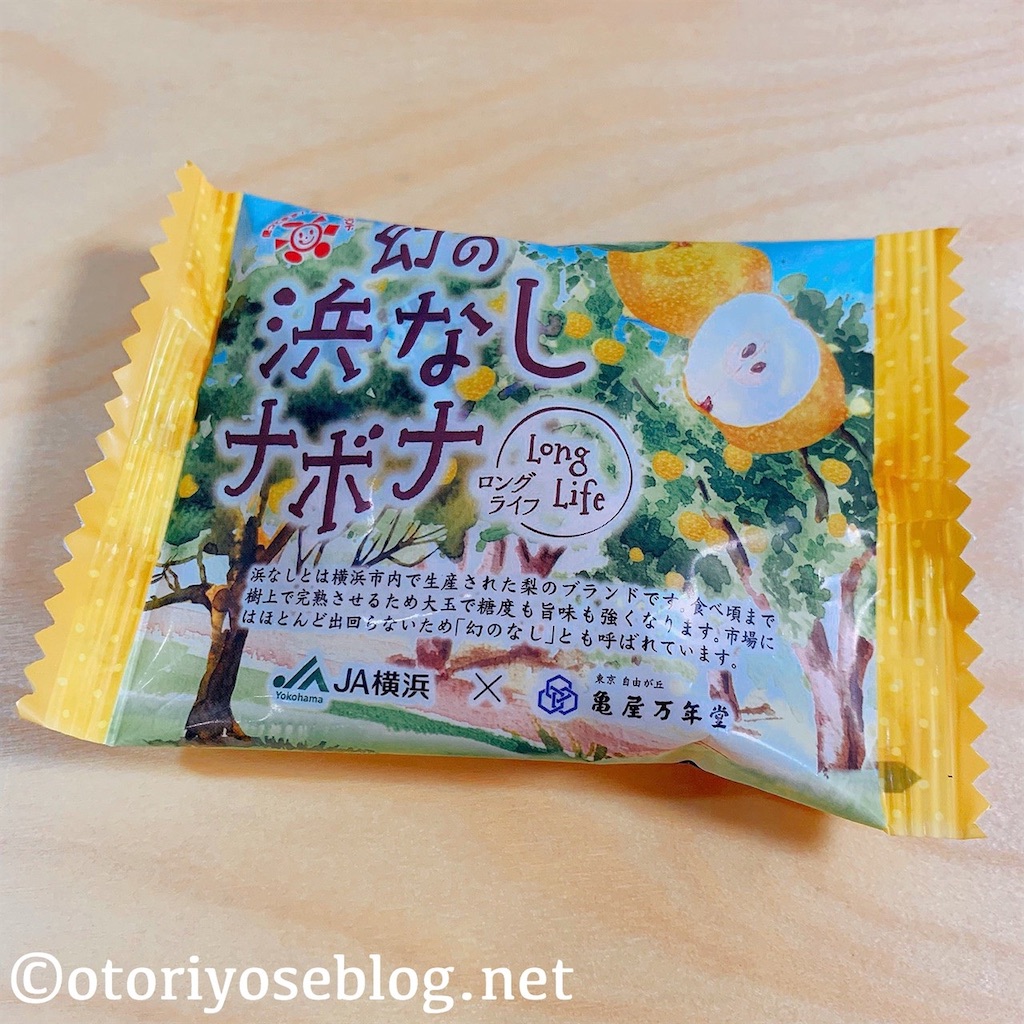 幻の
浜なし
ナボナ
Long
Life
ロング
ライフ
浜なしとは横浜市内で生産された梨のブランドです。食べ頃まで
樹上で完熟させるため大玉で糖度も旨味も強くなります。市場に
はほとんど出回らないため「幻のなし」とも呼ばれています。
Yokohama
JA横浜
×
東京 自由が丘
亀屋万年堂
©otoriyoseblog.net